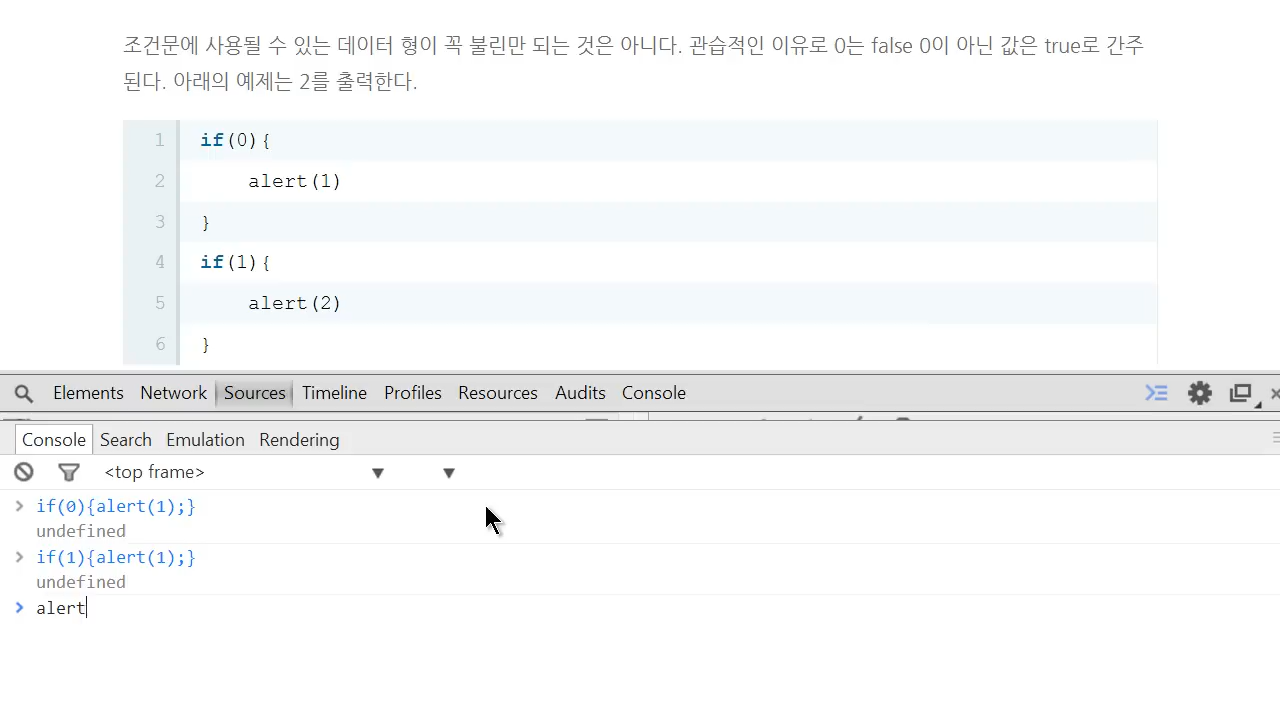 조건문에 사용될 수 있는 데이터 형이 꼭 불린만 되는 것은 아니다. 관습적인 이유로 0는 false 0이 아닌 값은 true로 간주
된다. 아래의 예제는 2를 출력한다.
1 if(0){
2 alert(1)
3 }
4 if(1){
5 alert(2)
6 }
Elements Network Sources Timeline Profiles Resources Audits Console
Console Search Emulation Rendering
<top frame>
> if(0){alert(1);}
undefined
> if(1){alert(1);}
undefined
> alert